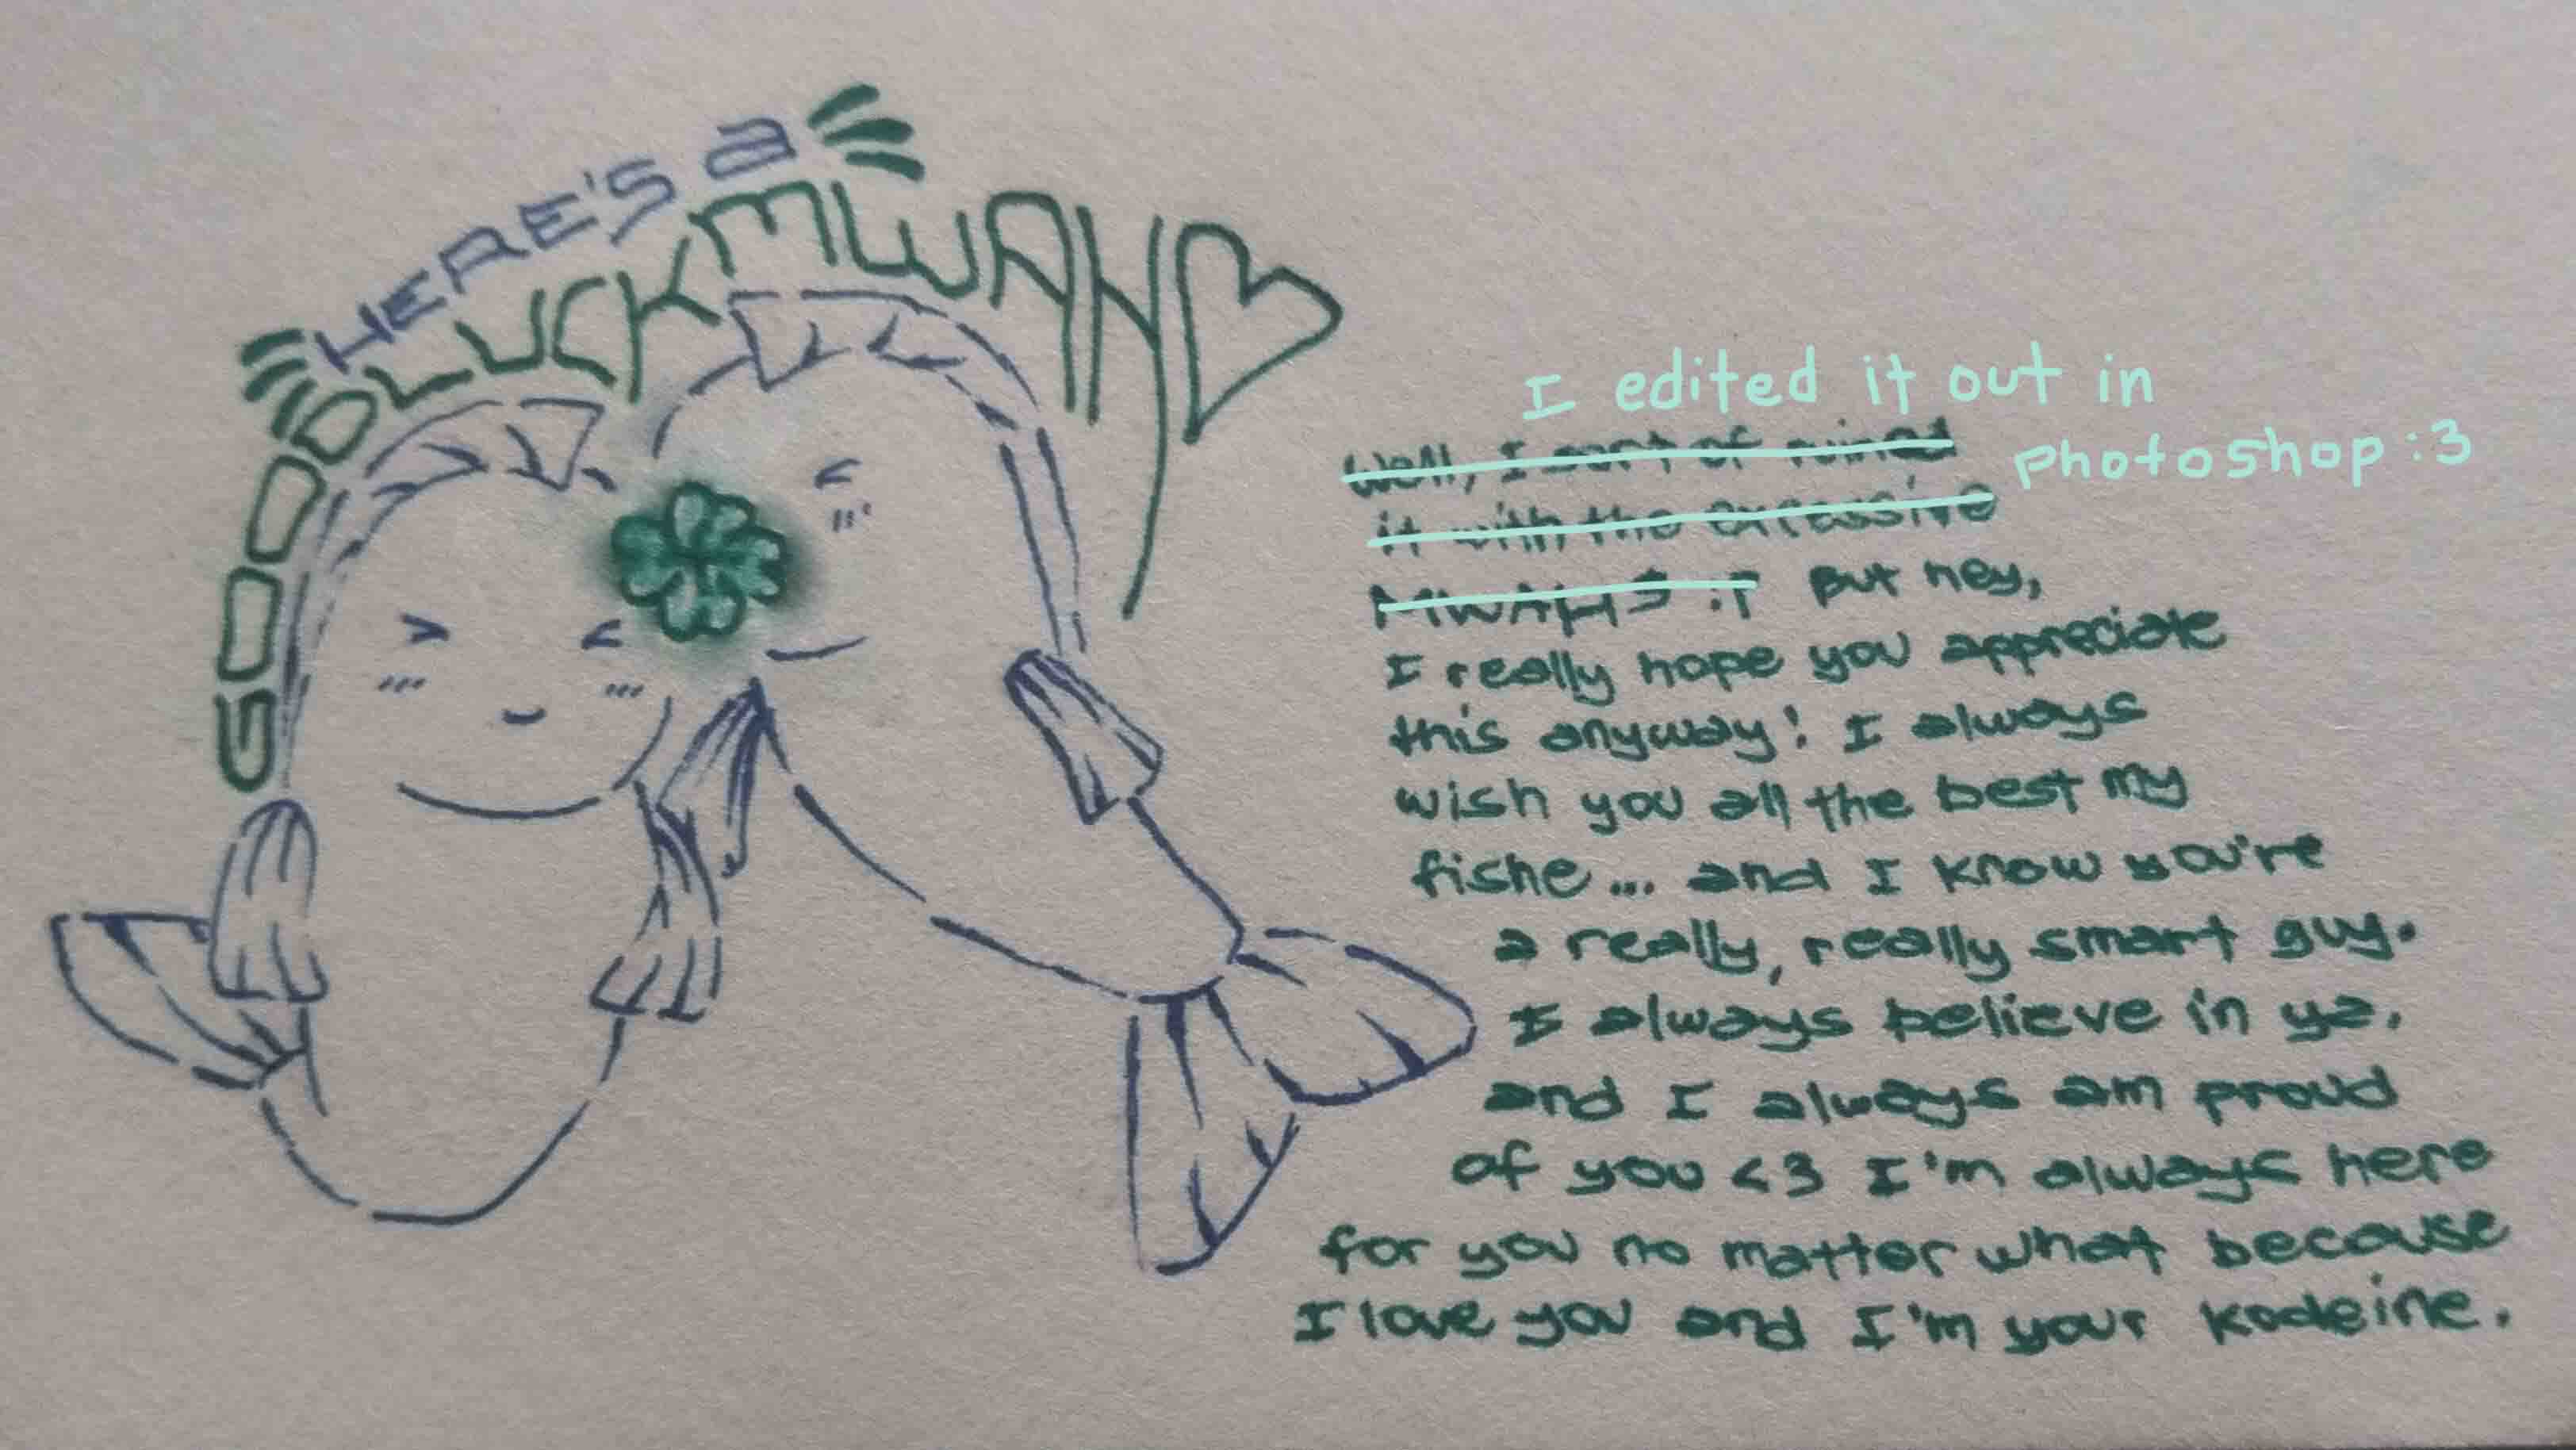 HERE'S a
GOOD LUCK MWAH
I edited it out in
Photoshop :3
Well, I sort of ruined
it with the excessive
MWAHS :P But hey,
I really hope you appreciate
this anyway! I always
wish you all the best my
fishe... and I know you're
a really, really smart guy.
I always believe in ya.
and I always am proud
of you <3 I'm always here
for you no matter what because
I love you and I'm your kodeine.